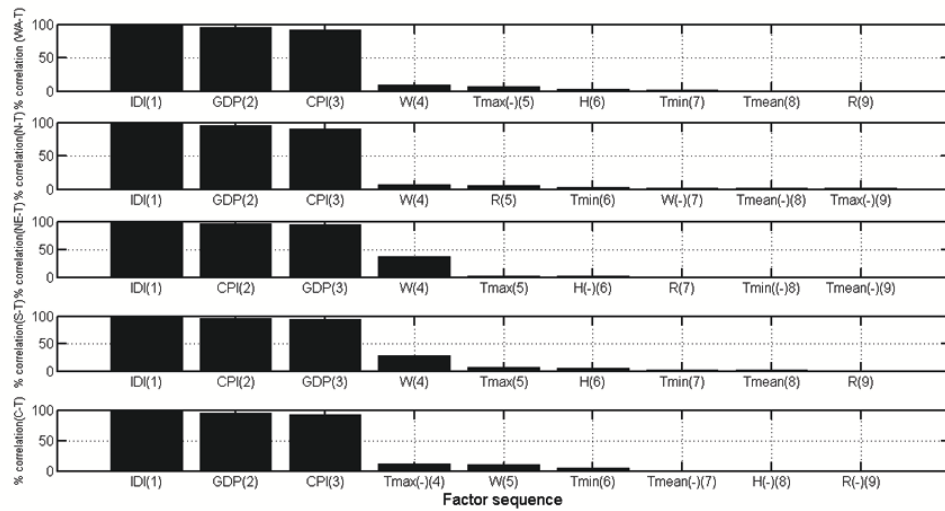 % correlation (WA-T)
100
50
0
IDI(1) GDP(2) CPI(3) W(4) Tmax(-)(5) H(6) Tmin(7) Tmean(8) R(9)
% correlation(N-T)
100
50
0
IDI(1) GDP(2) CPI(3) W(4) R(5) Tmin(6) W(-)(7) Tmean(-)(8) Tmax(-)(9)
% correlation(NE-T)
100
50
0
IDI(1) CPI(2) GDP(3) W(4) Tmax(5) H(-)(6) R(7) Tmin((-)8) Tmean(-)(9)
% correlation(S-T)
100
50
0
IDI(1) CPI(2) GDP(3) W(4) Tmax(5) H(6) Tmin(7) Tmean(8) R(9)
% correlation(C-T)
100
50
0
IDI(1) GDP(2) CPI(3) Tmax(-)(4) W(5) Tmin(6) Tmean(-)(7) H(-)(8) R(-)(9)
Factor sequence